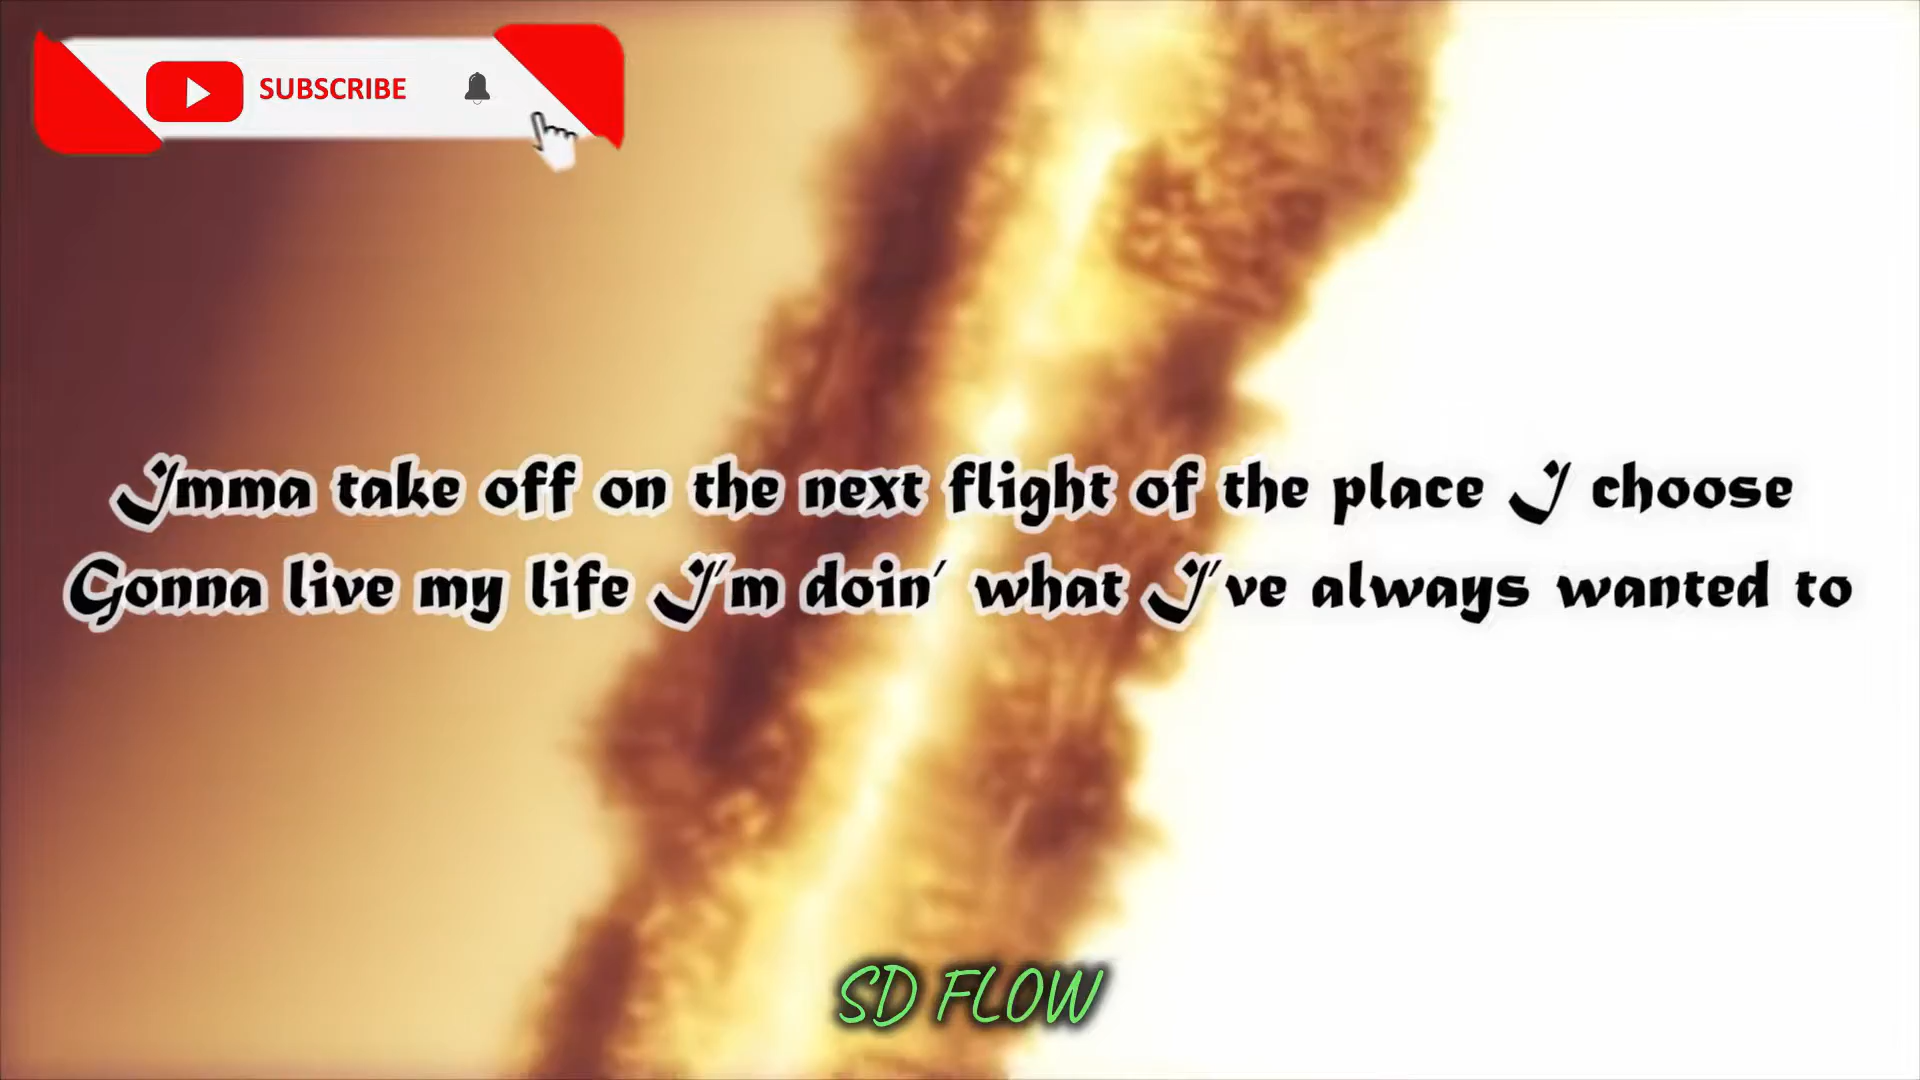 SUBSCRIBE
Imma take off on the next flight of the place I choose
Gonna live my life I'm doin' what I've always wanted to
SD FLOW